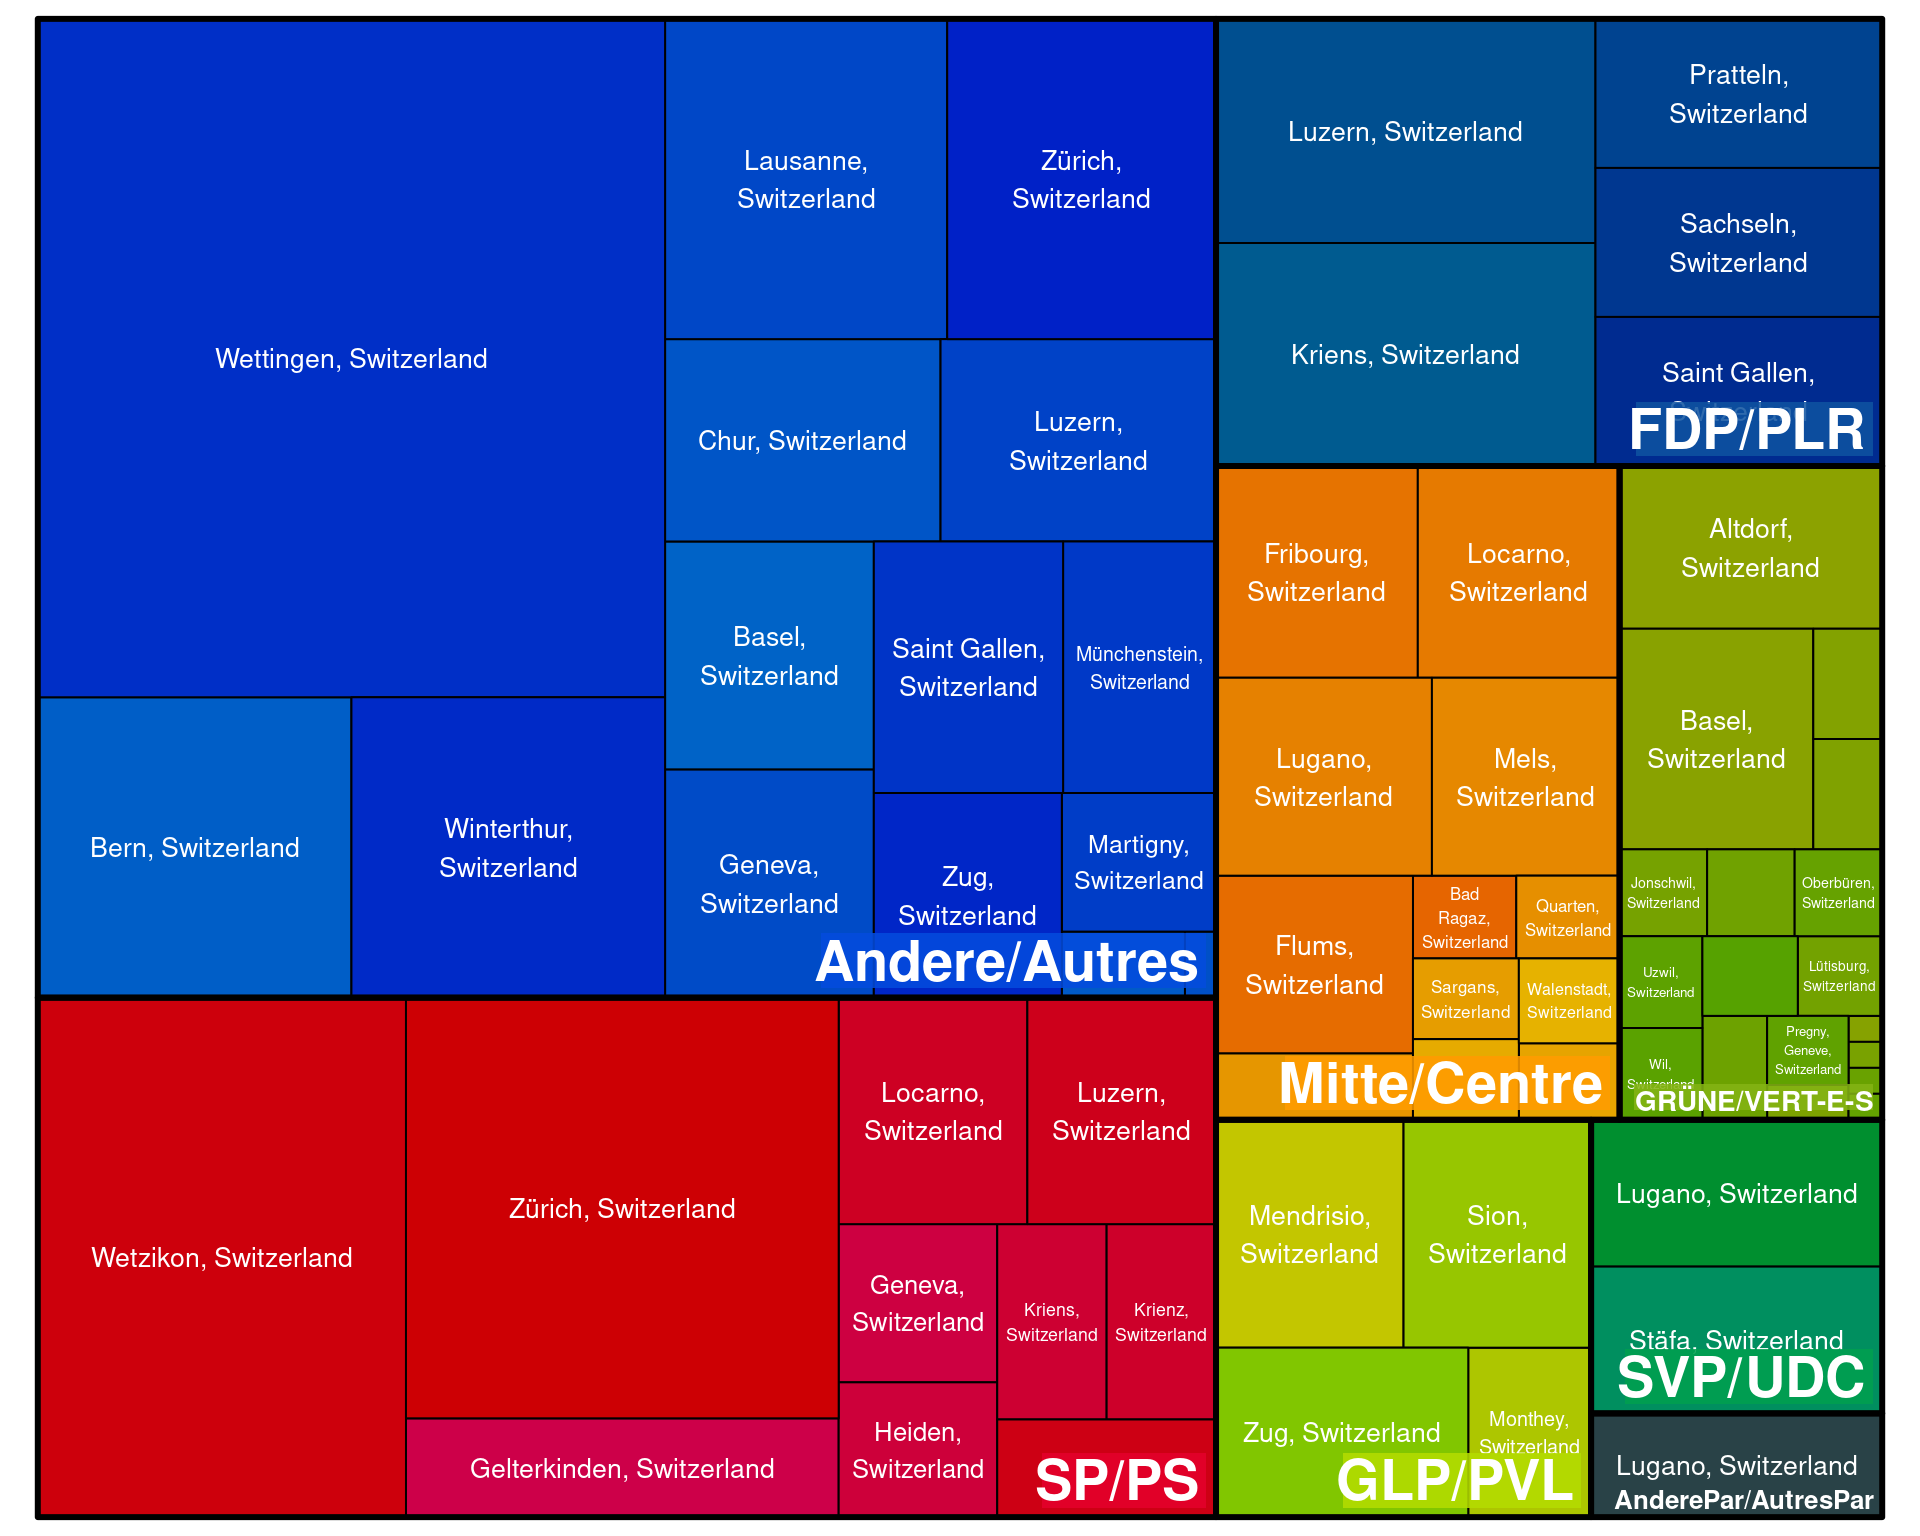 Wettingen, Switzerland
Lausanne,
Switzerland
Zürich,
Switzerland
Chur, Switzerland
Luzern,
Switzerland
Basel,
Switzerland
Saint Gallen,
Switzerland
Münchenstein,
Switzerland
Bern, Switzerland
Winterthur,
Switzerland
Geneva,
Switzerland
Zug,
Switzerland
Martigny,
Switzerland
Andere/Autres
Luzern, Switzerland
Pratteln,
Switzerland
Sachseln,
Switzerland
Kriens, Switzerland
Saint Gallen,
Switzerland
FDP/PLR
Fribourg,
Switzerland
Locarno,
Switzerland
Lugano,
Switzerland
Mels,
Switzerland
Flums,
Switzerland
Bad
Ragaz,
Switzerland
Quarten,
Switzerland
Sargans,
Switzerland
Walenstadt,
Switzerland
Mitte/Centre
Altdorf,
Switzerland
Basel,
Switzerland
Jonschwil,
Switzerland
Oberbüren,
Switzerland
Uzwil,
Switzerland
Lütisburg,
Switzerland
Wil,
Switzerland
Pregny,
Geneve,
Switzerland
GRÜNE/VERT-E-S
Wetzikon, Switzerland
Zürich, Switzerland
Gelterkinden, Switzerland
Locarno,
Switzerland
Luzern,
Switzerland
Geneva,
Switzerland
Kriens,
Switzerland
Krienz,
Switzerland
Heiden,
Switzerland
SP/PS
Mendrisio,
Switzerland
Sion,
Switzerland
Zug, Switzerland
Monthey,
Switzerland
GLP/PVL
Lugano, Switzerland
Stäfa, Switzerland
SVP/UDC
Lugano, Switzerland
AnderePar/AutresPar